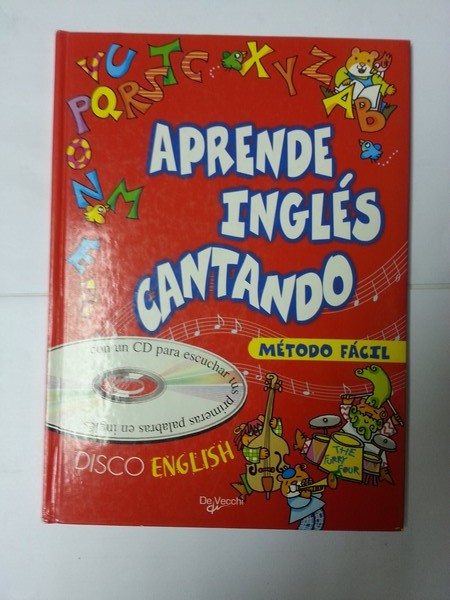 APRENDE
INGLÉS
CANTANDO
MÉTODO FÁCIL
con un CD para escuchar tus primeras palabras en inglés
DISCO ENGLISH
THE
FURRY
FOUR
De Vecchi